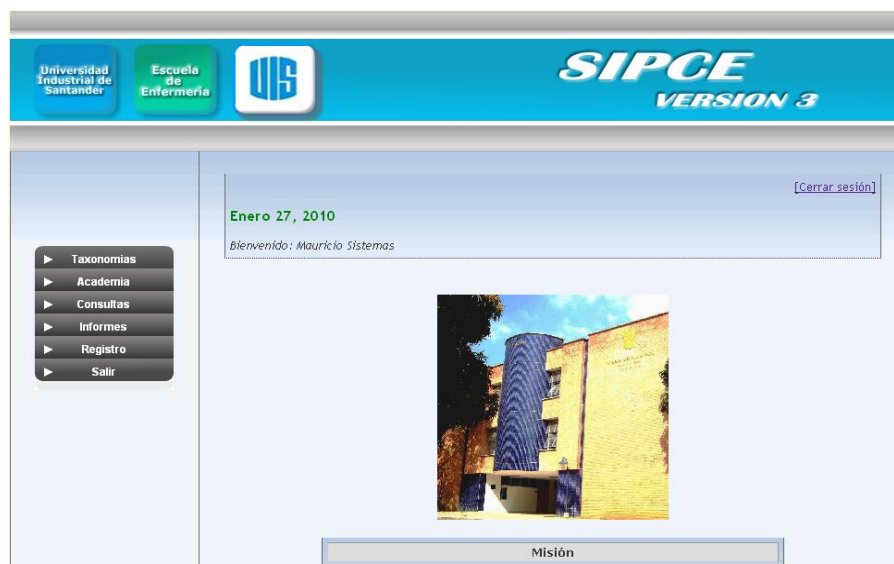 Universidad
Industrial de
Santander
Escuela
de
Enfermeria
UIS
SIPCE
VERSION 3
[Cerrar sesión]
Enero 27, 2010
Bienvenido: Mauricio Sistemas
Taxonomias
Academia
Consultas
Informes
Registro
Salir
Misión